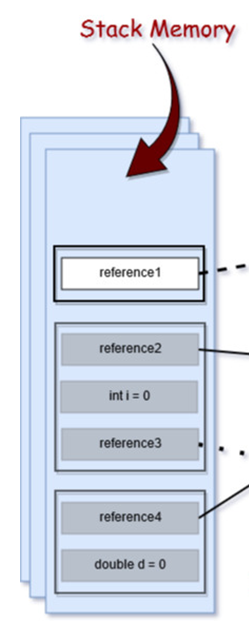 Stack Memory
reference1
reference2
int i = 0
reference3
reference4
double d = 0